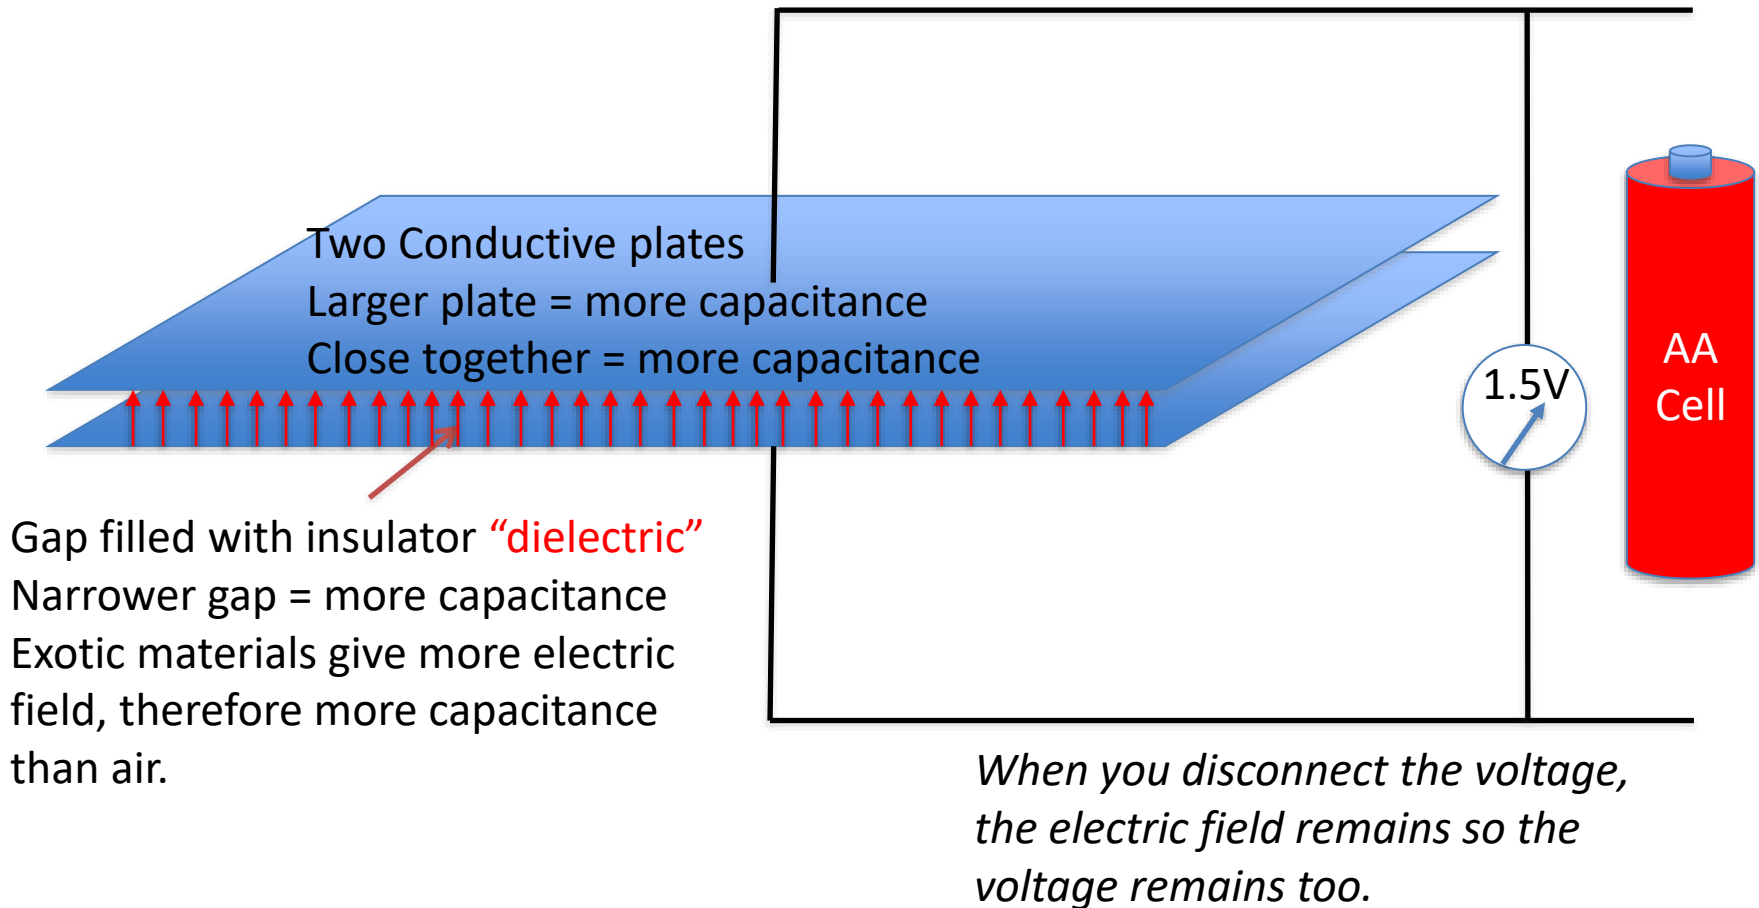 Two Conductive plates
Larger plate = more capacitance
Close together = more capacitance
1.5V
AA
Cell
Gap filled with insulator “dielectric”
Narrower gap = more capacitance
Exotic materials give more electric
field, therefore more capacitance
than air.
When you disconnect the voltage,
the electric field remains so the
voltage remains too.